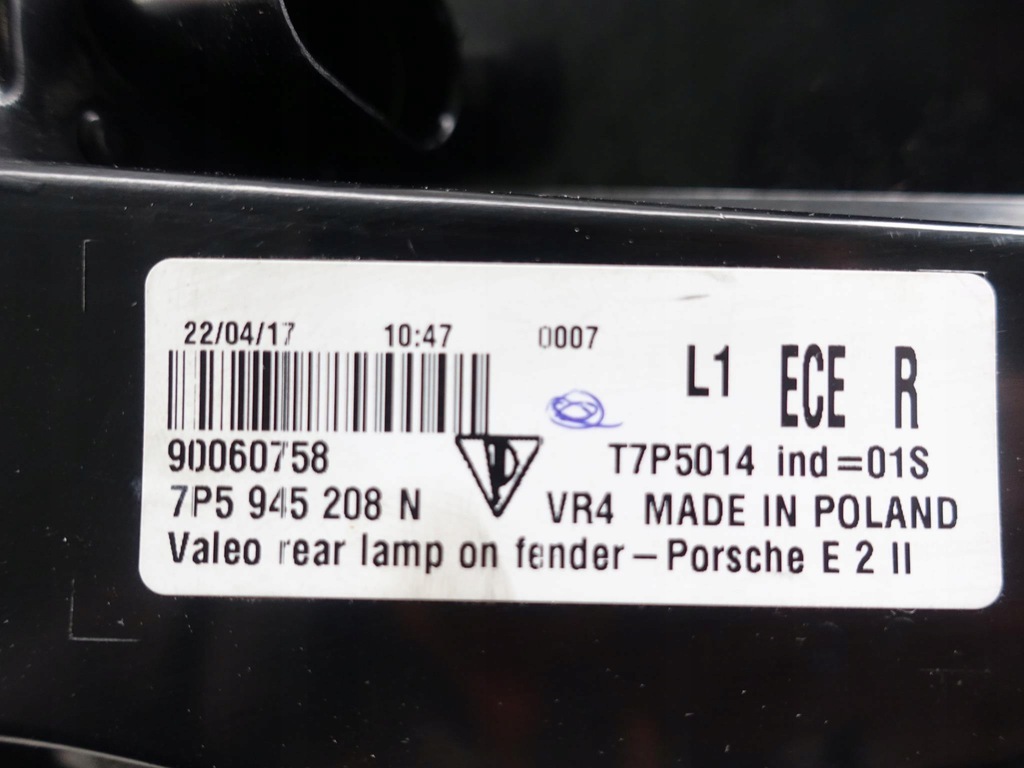 22/04/17 10:47 0007
L1 ECE R
90060758
T7P5014 ind=01S
7P5 945 208 N
VR4 MADE IN POLAND
Valeo rear lamp on fender – Porsche E 2 II